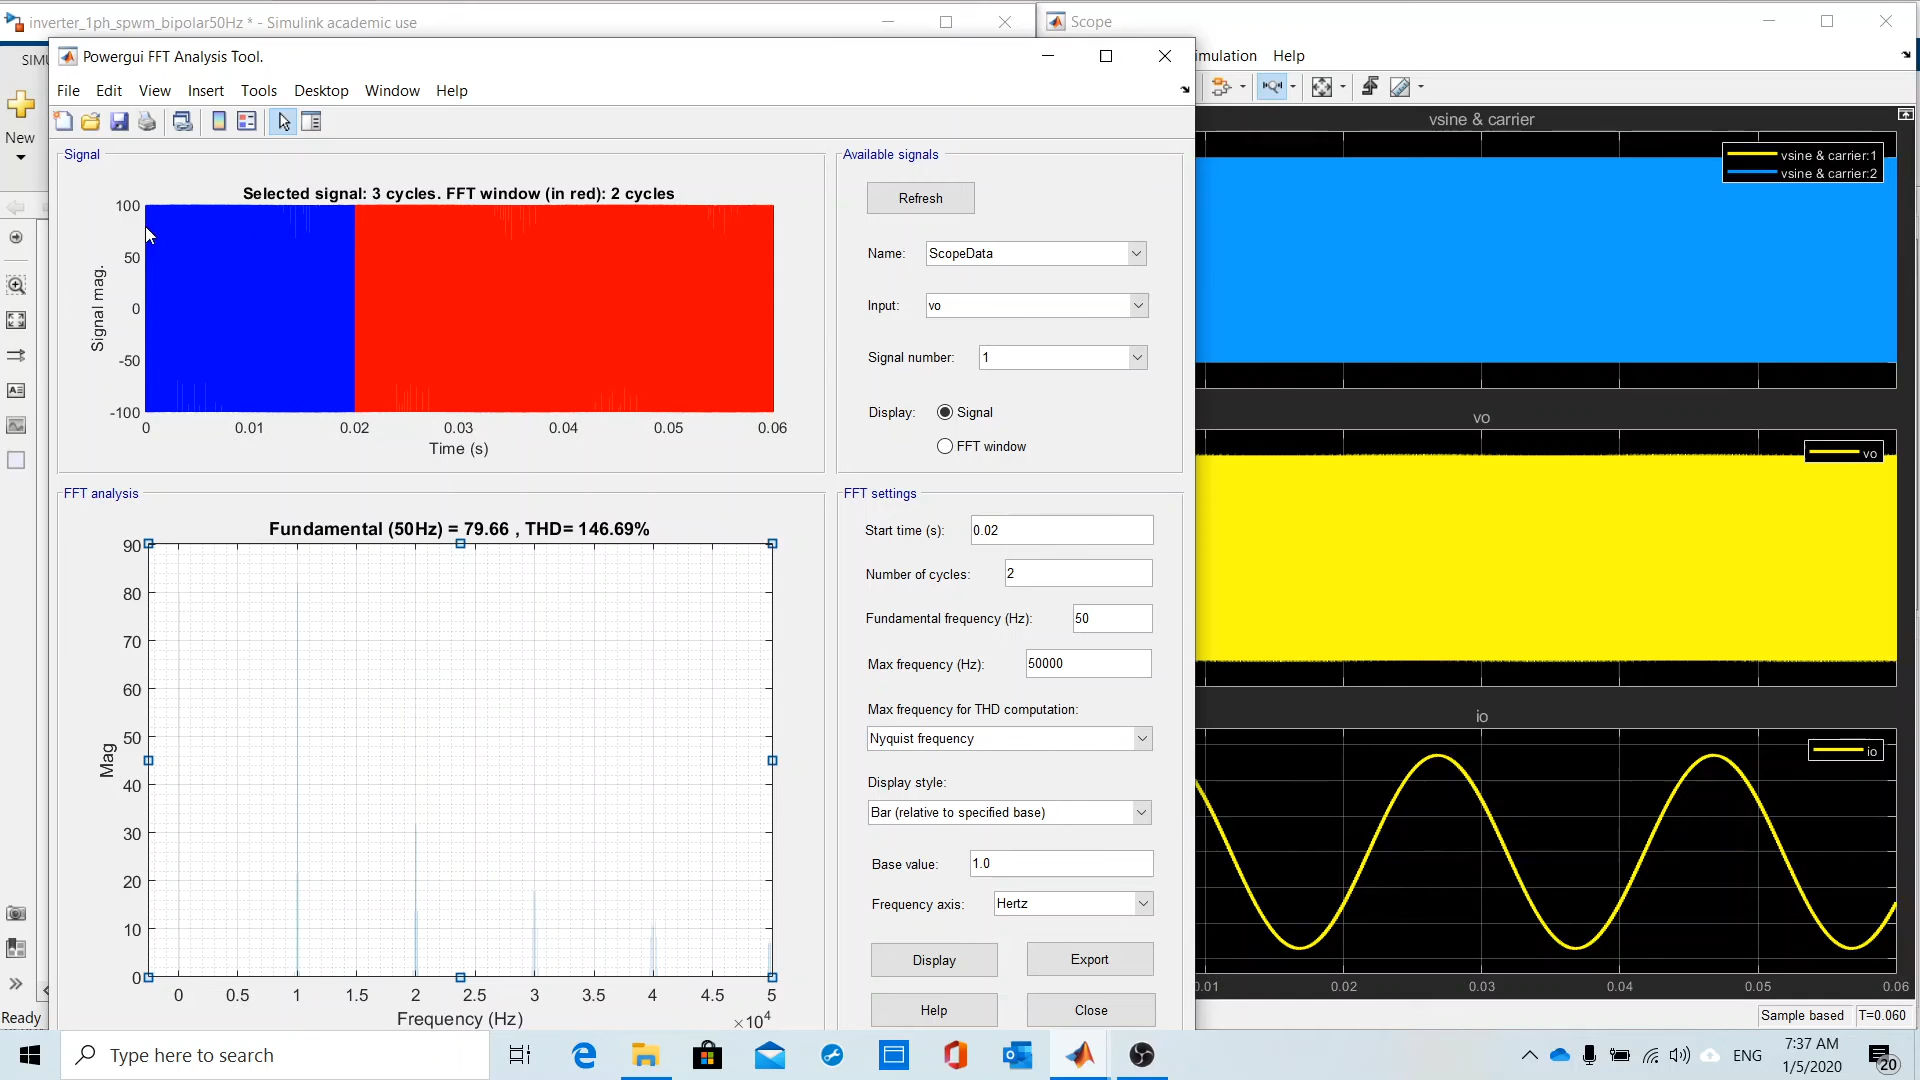 inverter_1ph_spwm_bipolar50Hz * - Simulink academic use
Scope
Powergui FFT Analysis Tool.
File Edit View Insert Tools Desktop Window Help
imulation Help
New
Signal
Selected signal: 3 cycles. FFT window (in red): 2 cycles
100
50
0
-50
-100
Signal mag.
0 0.01 0.02 0.03 0.04 0.05 0.06
Time (s)
Available signals
Refresh
Name: ScopeData
Input: vo
Signal number: 1
Display: Signal
FFT window
FFT analysis
Fundamental (50Hz) = 79.66 , THD= 146.69%
90
80
70
60
50
40
30
20
10
0
Mag
0 0.5 1 1.5 2 2.5 3 3.5 4 4.5 5
Frequency (Hz)
×10⁴
FFT settings
Start time (s): 0.02
Number of cycles: 2
Fundamental frequency (Hz): 50
Max frequency (Hz): 50000
Max frequency for THD computation:
Nyquist frequency
Display style:
Bar (relative to specified base)
Base value: 1.0
Frequency axis: Hertz
Display Export
Help Close
vsine & carrier
vsine & carrier:1
vsine & carrier:2
vo
vo
io
io
0.02 0.03 0.04 0.05 0.06
Sample based T=0.060
Ready
Type here to search
ENG
7:37 AM
1/5/2020
20